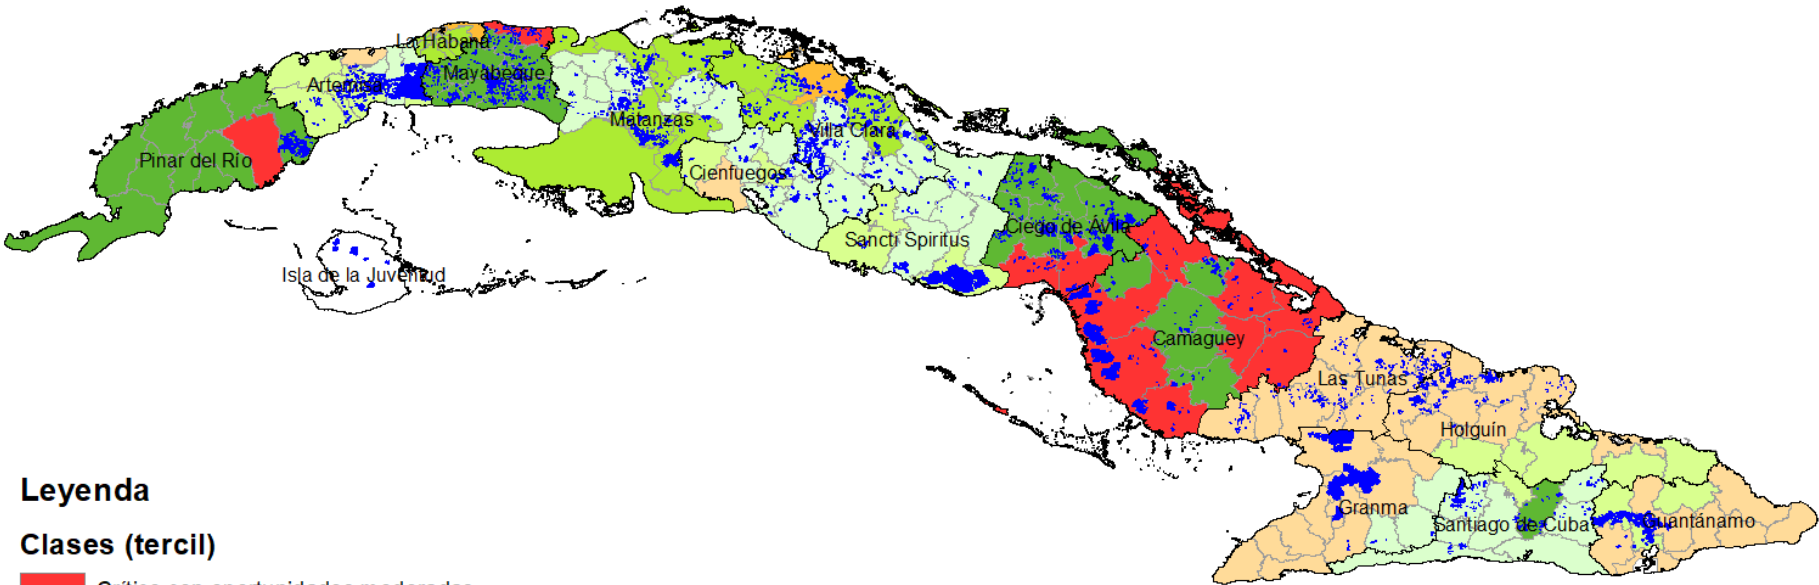 La Habana
Mayabeque
Artemisa
Matanzas
Villa Clara
Pinar del Río
Cienfuegos
Ciego de Ávila
Sancti Spiritus
Isla de la Juventud
Camaguey
Las Tunas
Holguín
Granma
Santiago de Cuba
Guantánamo
Leyenda
Clases (tercil)